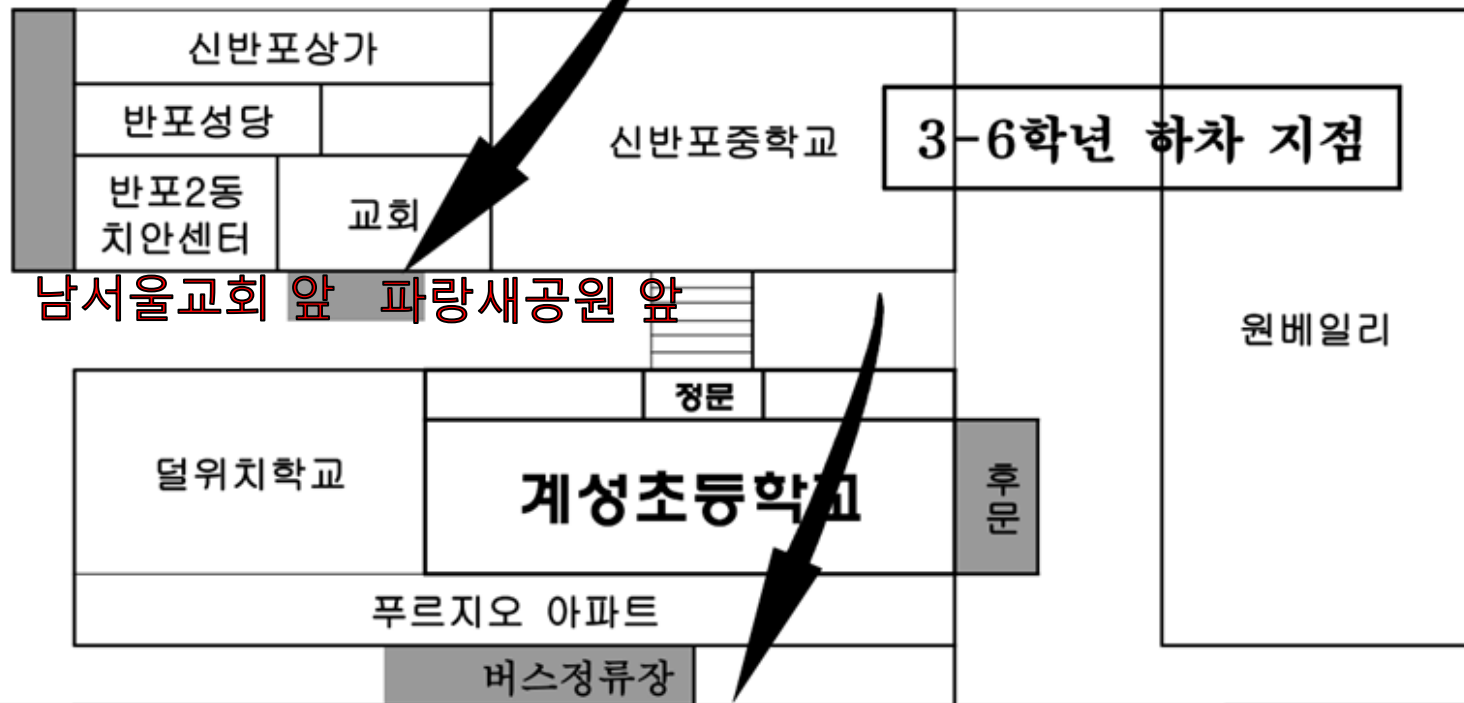 신반포상가
반포성당
신반포중학교
3-6학년 하차 지점
반포2동
치안센터
교회
남서울교회 앞 파랑새공원 앞
원베일리
정문
덜위치학교
계성초등학교
후문
푸르지오 아파트
버스정류장